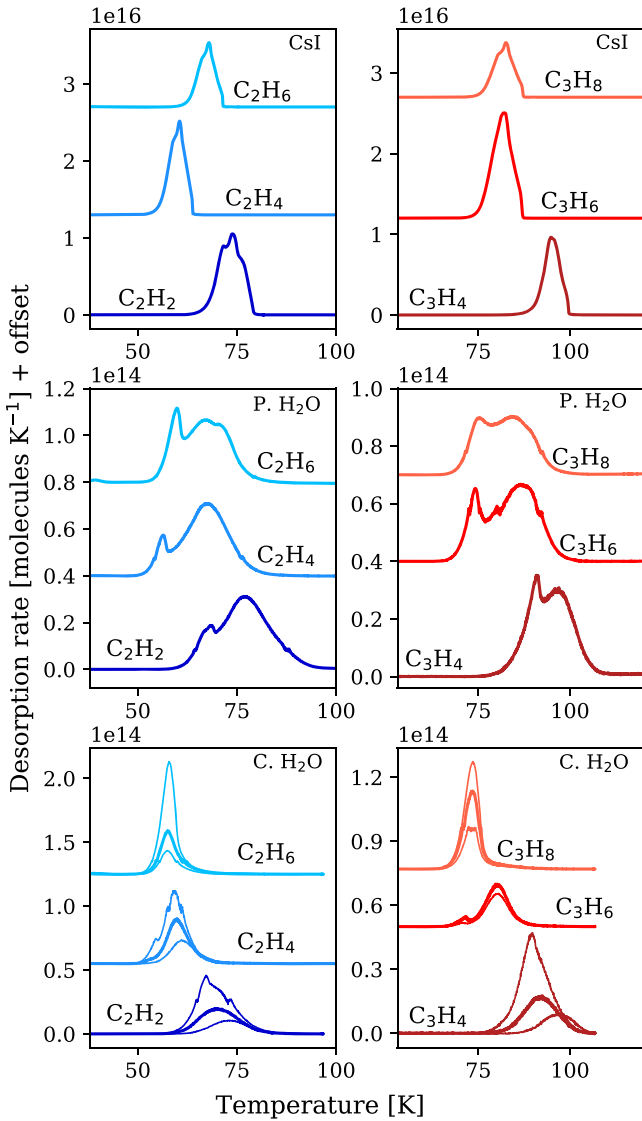 1e16
CsI
C₂H₆
C₂H₄
C₂H₂
3
2
1
0
50 75 100
1e16
CsI
C₃H₈
C₃H₆
C₃H₄
3
2
1
0
75 100
1e14
P. H₂O
C₂H₆
C₂H₄
C₂H₂
1.2
1.0
0.8
0.6
0.4
0.2
0.0
50 75 100
1e14
P. H₂O
C₃H₈
C₃H₆
C₃H₄
1.0
0.8
0.6
0.4
0.2
0.0
75 100
1e14
C. H₂O
C₂H₆
C₂H₄
C₂H₂
2.0
1.5
1.0
0.5
0.0
50 75 100
1e14
C. H₂O
C₃H₈
C₃H₆
C₃H₄
1.2
0.9
0.6
0.3
0.0
75 100
Desorption rate [molecules K⁻¹] + offset
Temperature [K]